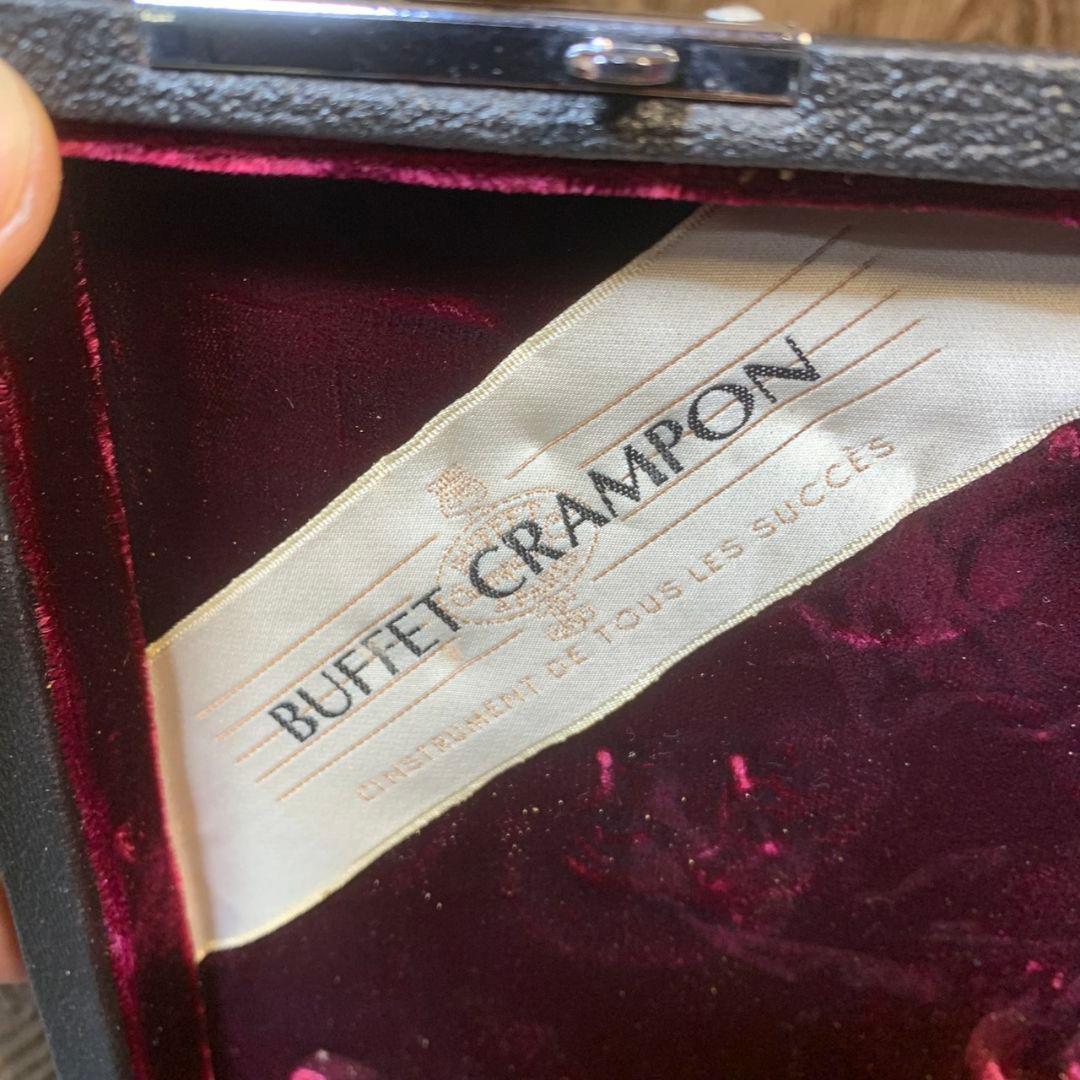 BUFFET CRAMPON
L'INSTRUMENT DE TOUS LES SUCCÈS